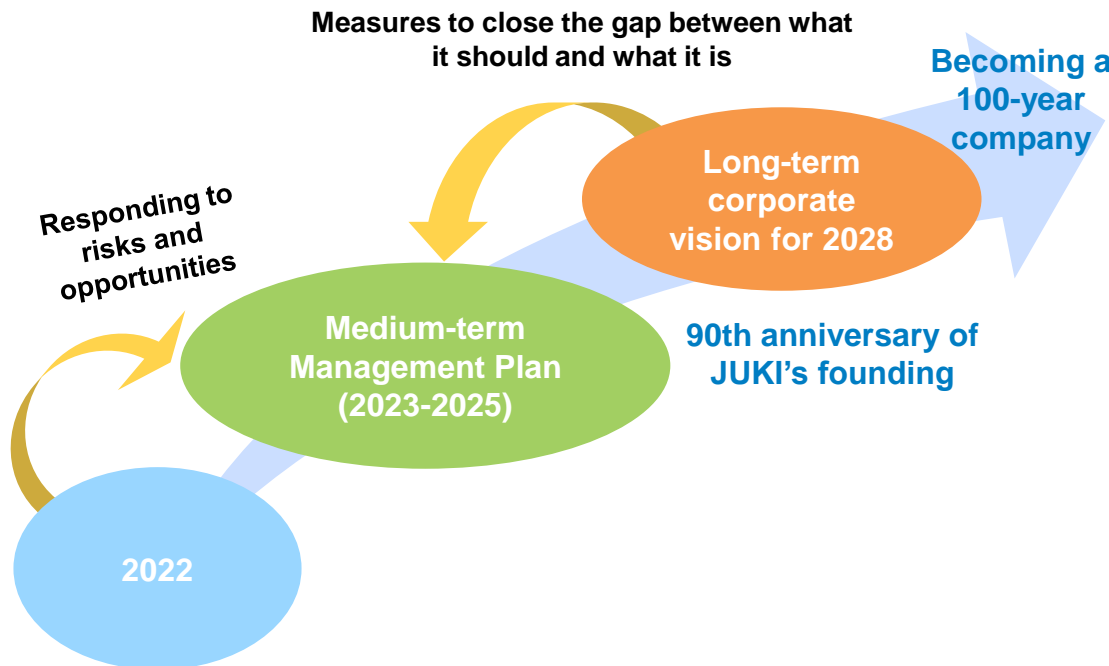 Measures to close the gap between what
it should and what it is
Becoming a
100-year
company
Long-term
corporate
vision for 2028
Responding to
risks and
opportunities
Medium-term
Management Plan
(2023-2025)
90th anniversary of
JUKI’s founding
2022